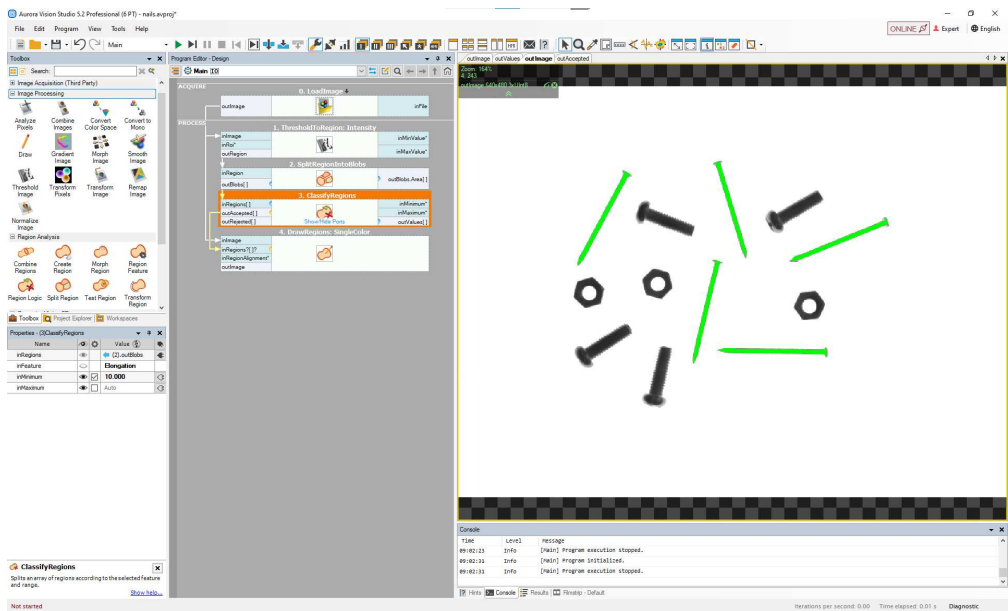 Aurora Vision Studio 5.2 Professional (6-PT) - nails.avproj*
File Edit Program View Tools Help
ONLINE Expert English
Main
Toolbox
Search:
Image Acquisition (Third Party)
Image Processing
Analyze Pixels
Combine Images
Convert Color Space
Convert to Mono
Draw
Gradient Image
Morph Image
Smooth Image
Threshold Image
Transform Pixels
Transform Image
Remap Image
Normalize Image
Region Analysis
Combine Regions
Create Region
Morph Region
Region Feature
Region Logic
Split Region
Test Region
Transform Region
Toolbox Project Explorer Workspaces
Properties - (3)ClassifyRegions
Name Value
inRegions (2).outBlobs
inFeature Elongation
inMinimum 10.000
inMaximum Auto
ClassifyRegions
Splits an array of regions according to the selected feature and range.
Show help...
Program Editor - Design
Main
ACQUIRE
0. LoadImage
outImage inFile
PROCESS
1. ThresholdToRegion: Intensity
inImage inMinValue*
inRoi*
outRegion inMaxValue*
2. SplitRegionIntoBlobs
inRegion
outBlobs[] outBlobs.Area[]
3. ClassifyRegions
inRegions[] inMinimum*
outAccepted[] inMaximum*
outRejected[] Show/Hide Ports outValues[]
4. DrawRegions: SingleColor
inImage
inRegions?[]?
inRegionAlignment*
outImage
outImage outValues outImage outAccepted
Zoom: 164%
4, 243
Console
Time Level Message
09:02:23 Info [Main] Program execution stopped.
09:02:31 Info [Main] Program initialized.
09:02:31 Info [Main] Program execution stopped.
Hints Console Results Filmstrip - Default
Not started
Iterations per second: 0.00 Time elapsed: 0.01 s Diagnostic